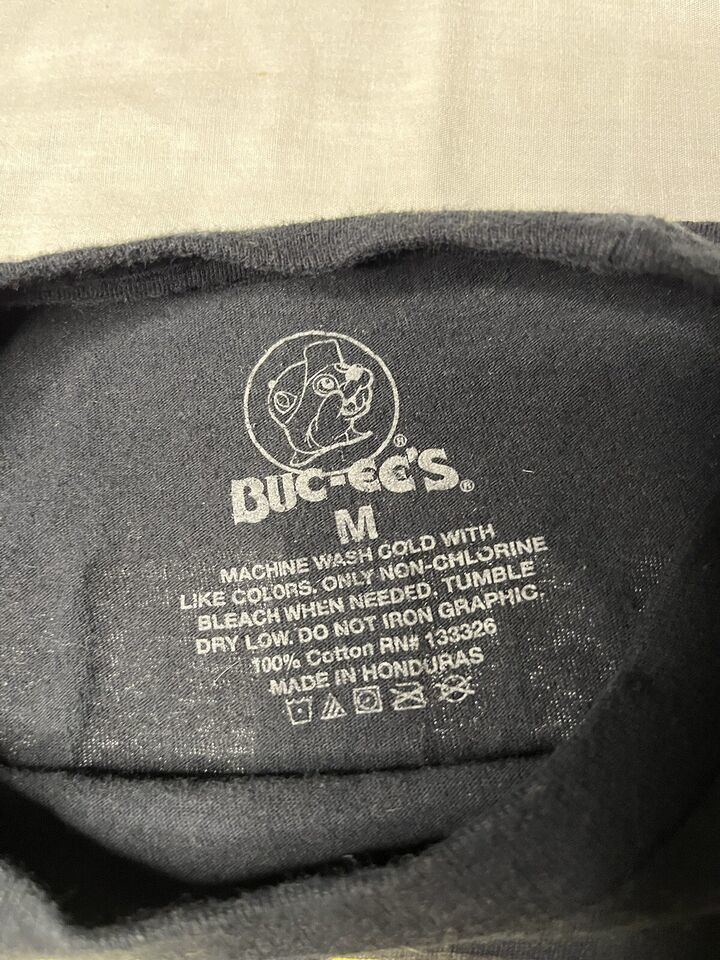 ®
BUC-EE'S®
M
MACHINE WASH COLD WITH
LIKE COLORS. ONLY NON-CHLORINE
BLEACH WHEN NEEDED. TUMBLE
DRY LOW. DO NOT IRON GRAPHIC.
100% Cotton RN# 133326
MADE IN HONDURAS